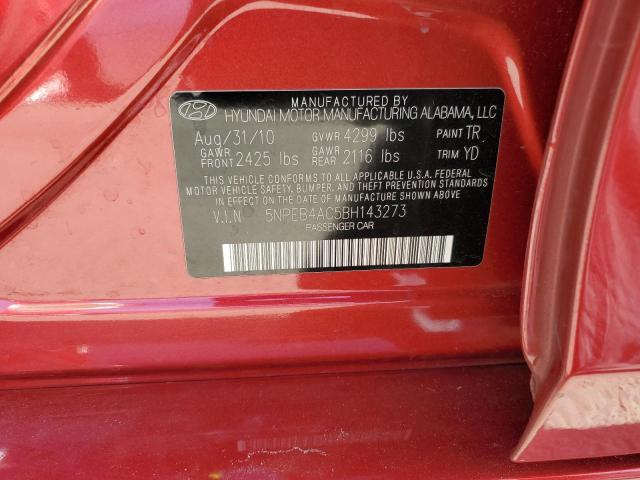 MANUFACTURED BY
HYUNDAI MOTOR MANUFACTURING ALABAMA, LLC
Aug/31/10 GVWR 4299 lbs PAINT TR
GAWR FRONT 2425 lbs GAWR REAR 2116 lbs TRIM YD
THIS VEHICLE CONFORMS TO ALL APPLICABLE U.S.A. FEDERAL
MOTOR VEHICLE SAFETY, BUMPER, AND THEFT PREVENTION
STANDARDS IN EFFECT ON THE DATE OF MANUFACTURE SHOWN ABOVE
V.I.N 5NPEB4AC5BH143273
PASSENGER CAR